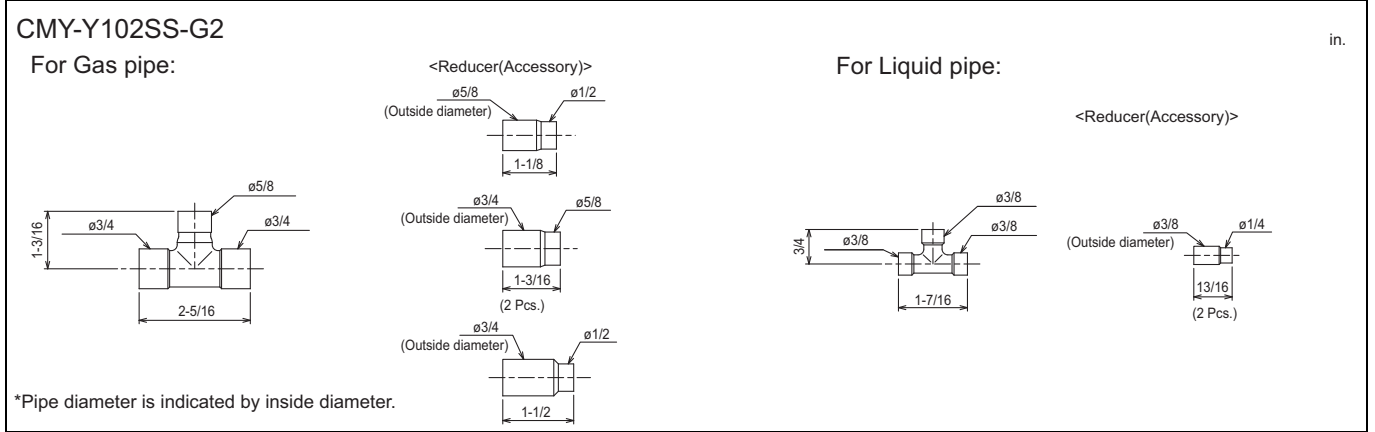 CMY-Y102SS-G2
in.
For Gas pipe:
<Reducer(Accessory)>
ø5/8
(Outside diameter)
ø1/2
1-1/8
ø3/4
(Outside diameter)
ø5/8
1-3/16
(2 Pcs.)
ø3/4
(Outside diameter)
ø1/2
1-1/2
ø5/8
ø3/4
ø3/4
1-3/16
2-5/16
*Pipe diameter is indicated by inside diameter.
For Liquid pipe:
<Reducer(Accessory)>
ø3/8
ø3/8
ø3/8
3/4
1-7/16
ø3/8
(Outside diameter)
ø1/4
13/16
(2 Pcs.)